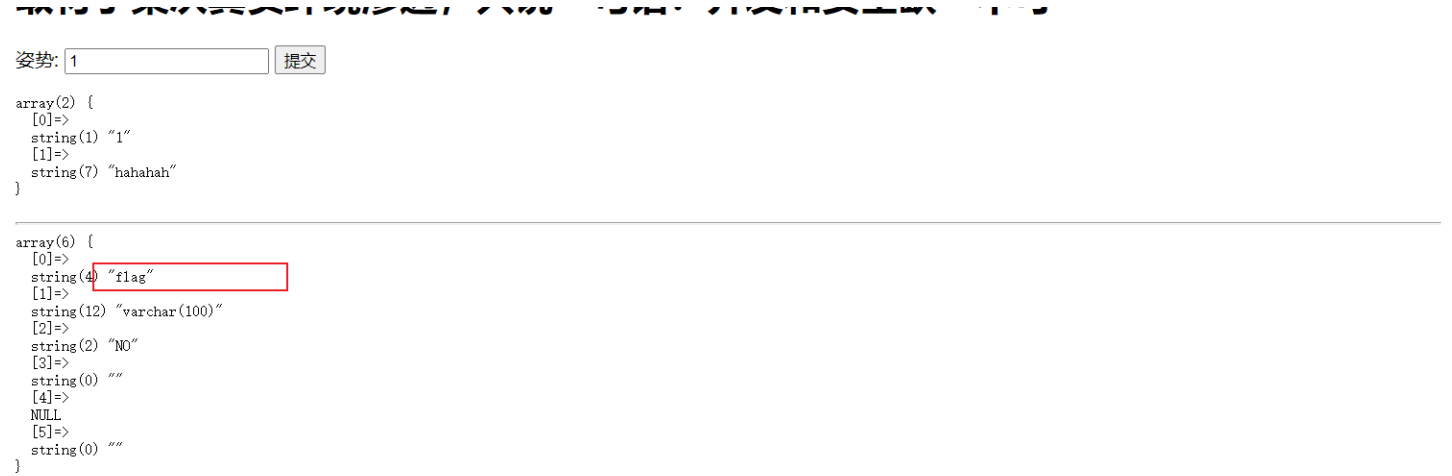 姿势: 1 提交
array(2) {
[0]=>
string(1) "1"
[1]=>
string(7) "hahahah"
}
array(6) {
[0]=>
string(4) "flag"
[1]=>
string(12) "varchar(100)"
[2]=>
string(2) "NO"
[3]=>
string(0) ""
[4]=>
NULL
[5]=>
string(0) ""
}